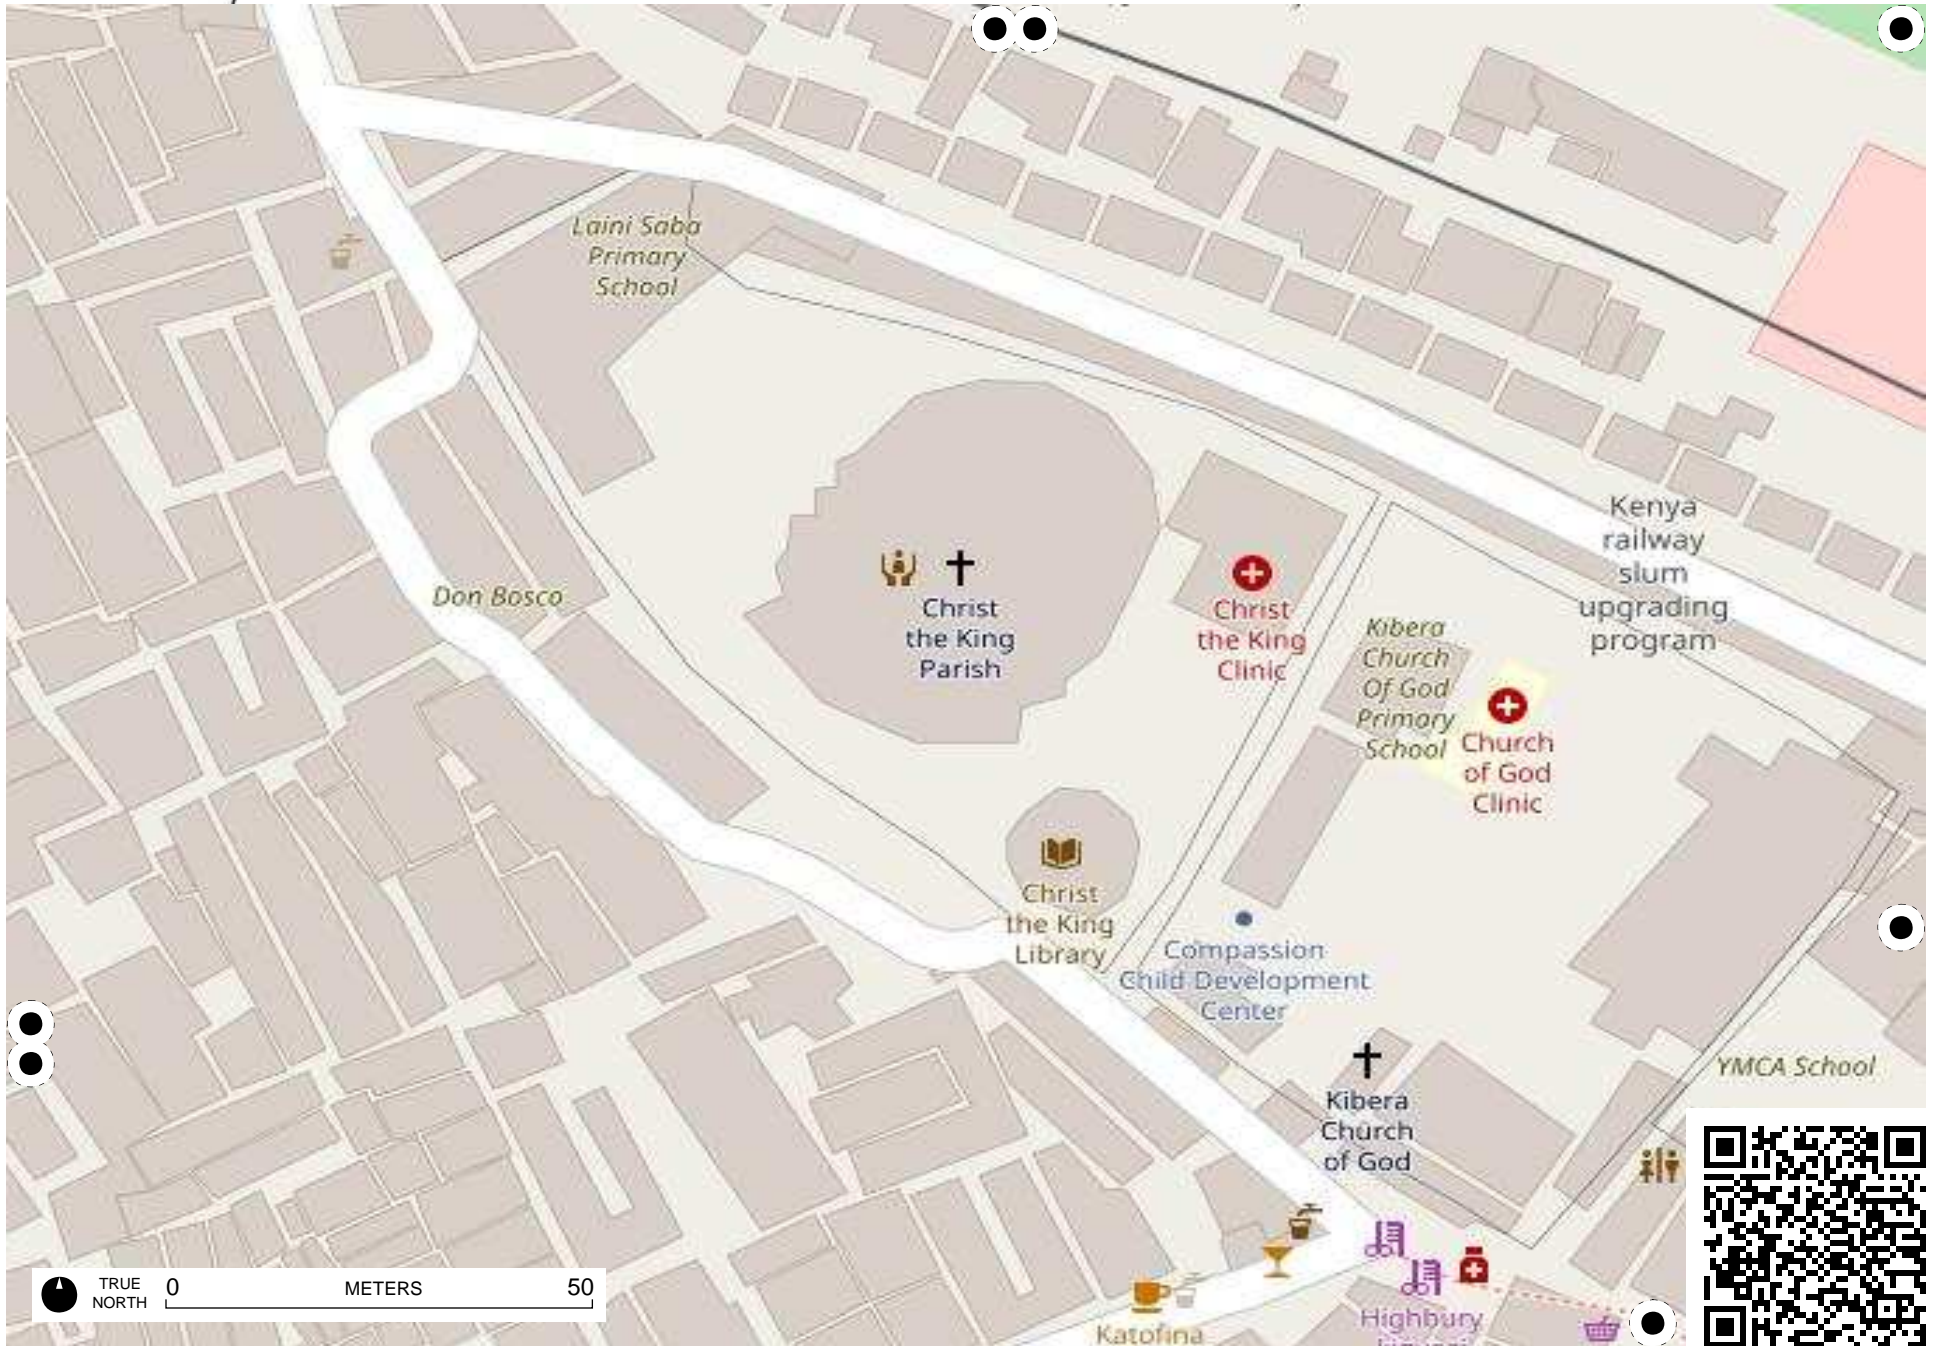 Laini Saba
Primary
School
Kenya
railway
slum
upgrading
program
Don Bosco
Christ
the King
Parish
Christ
the King
Clinic
Kibera
Church
Of God
Primary
School
Church
of God
Clinic
Christ
the King
Library
Compassion
Child Development
Center
YMCA School
Kibera
Church
of God
TRUE
NORTH
0 METERS 50
Highbury
Katofina